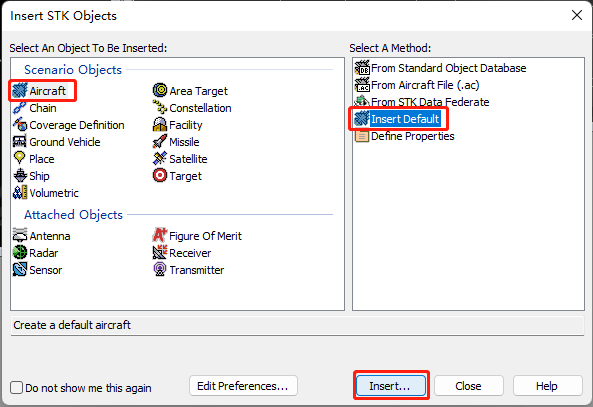 Insert STK Objects
Select An Object To Be Inserted:
Select A Method:
Scenario Objects
Aircraft
Area Target
Chain
Constellation
Coverage Definition
Facility
Ground Vehicle
Missile
Place
Satellite
Ship
Target
Volumetric
Attached Objects
Antenna
Figure Of Merit
Radar
Receiver
Sensor
Transmitter
From Standard Object Database
From Aircraft File (.ac)
From STK Data Federate
Insert Default
Define Properties
Create a default aircraft
Do not show me this again
Edit Preferences...
Insert...
Close
Help